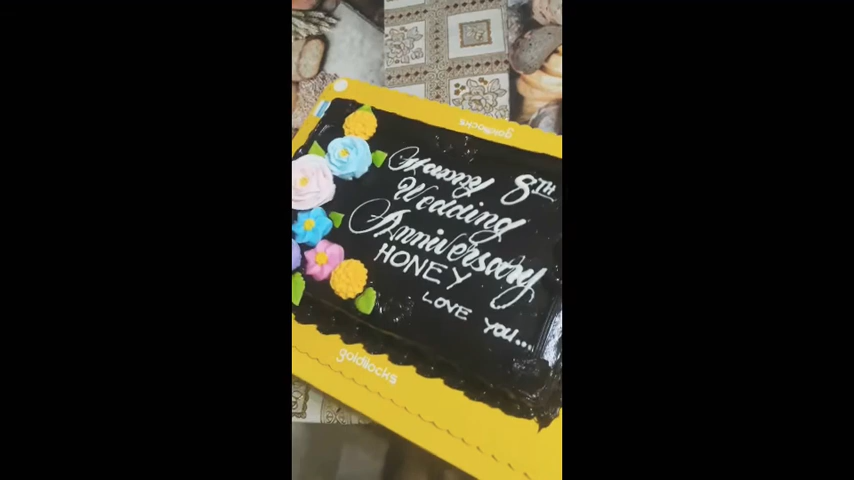 goldilocks
Happy 8TH
Wedding
Anniversary
HONEY
LOVE YOU....
goldilocks